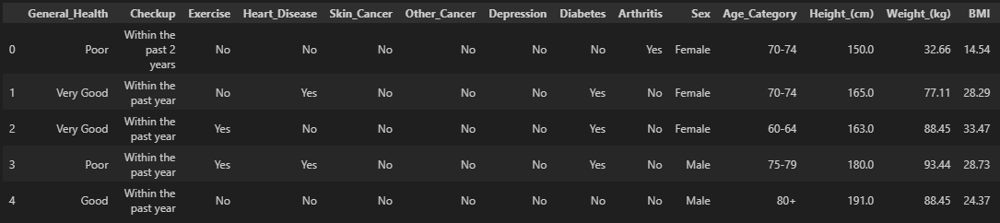 General_Health Checkup Exercise Heart_Disease Skin_Cancer Other_Cancer Depression Diabetes Arthritis Sex Age_Category Height_(cm) Weight_(kg) BMI
0 Poor Within the past 2 years No No No No No No Yes Female 70-74 150.0 32.66 14.54
1 Very Good Within the past year No Yes No No No Yes No Female 70-74 165.0 77.11 28.29
2 Very Good Within the past year Yes No No No No Yes No Female 60-64 163.0 88.45 33.47
3 Poor Within the past year Yes Yes No No No Yes No Male 75-79 180.0 93.44 28.73
4 Good Within the past year No No No No No No No Male 80+ 191.0 88.45 24.37